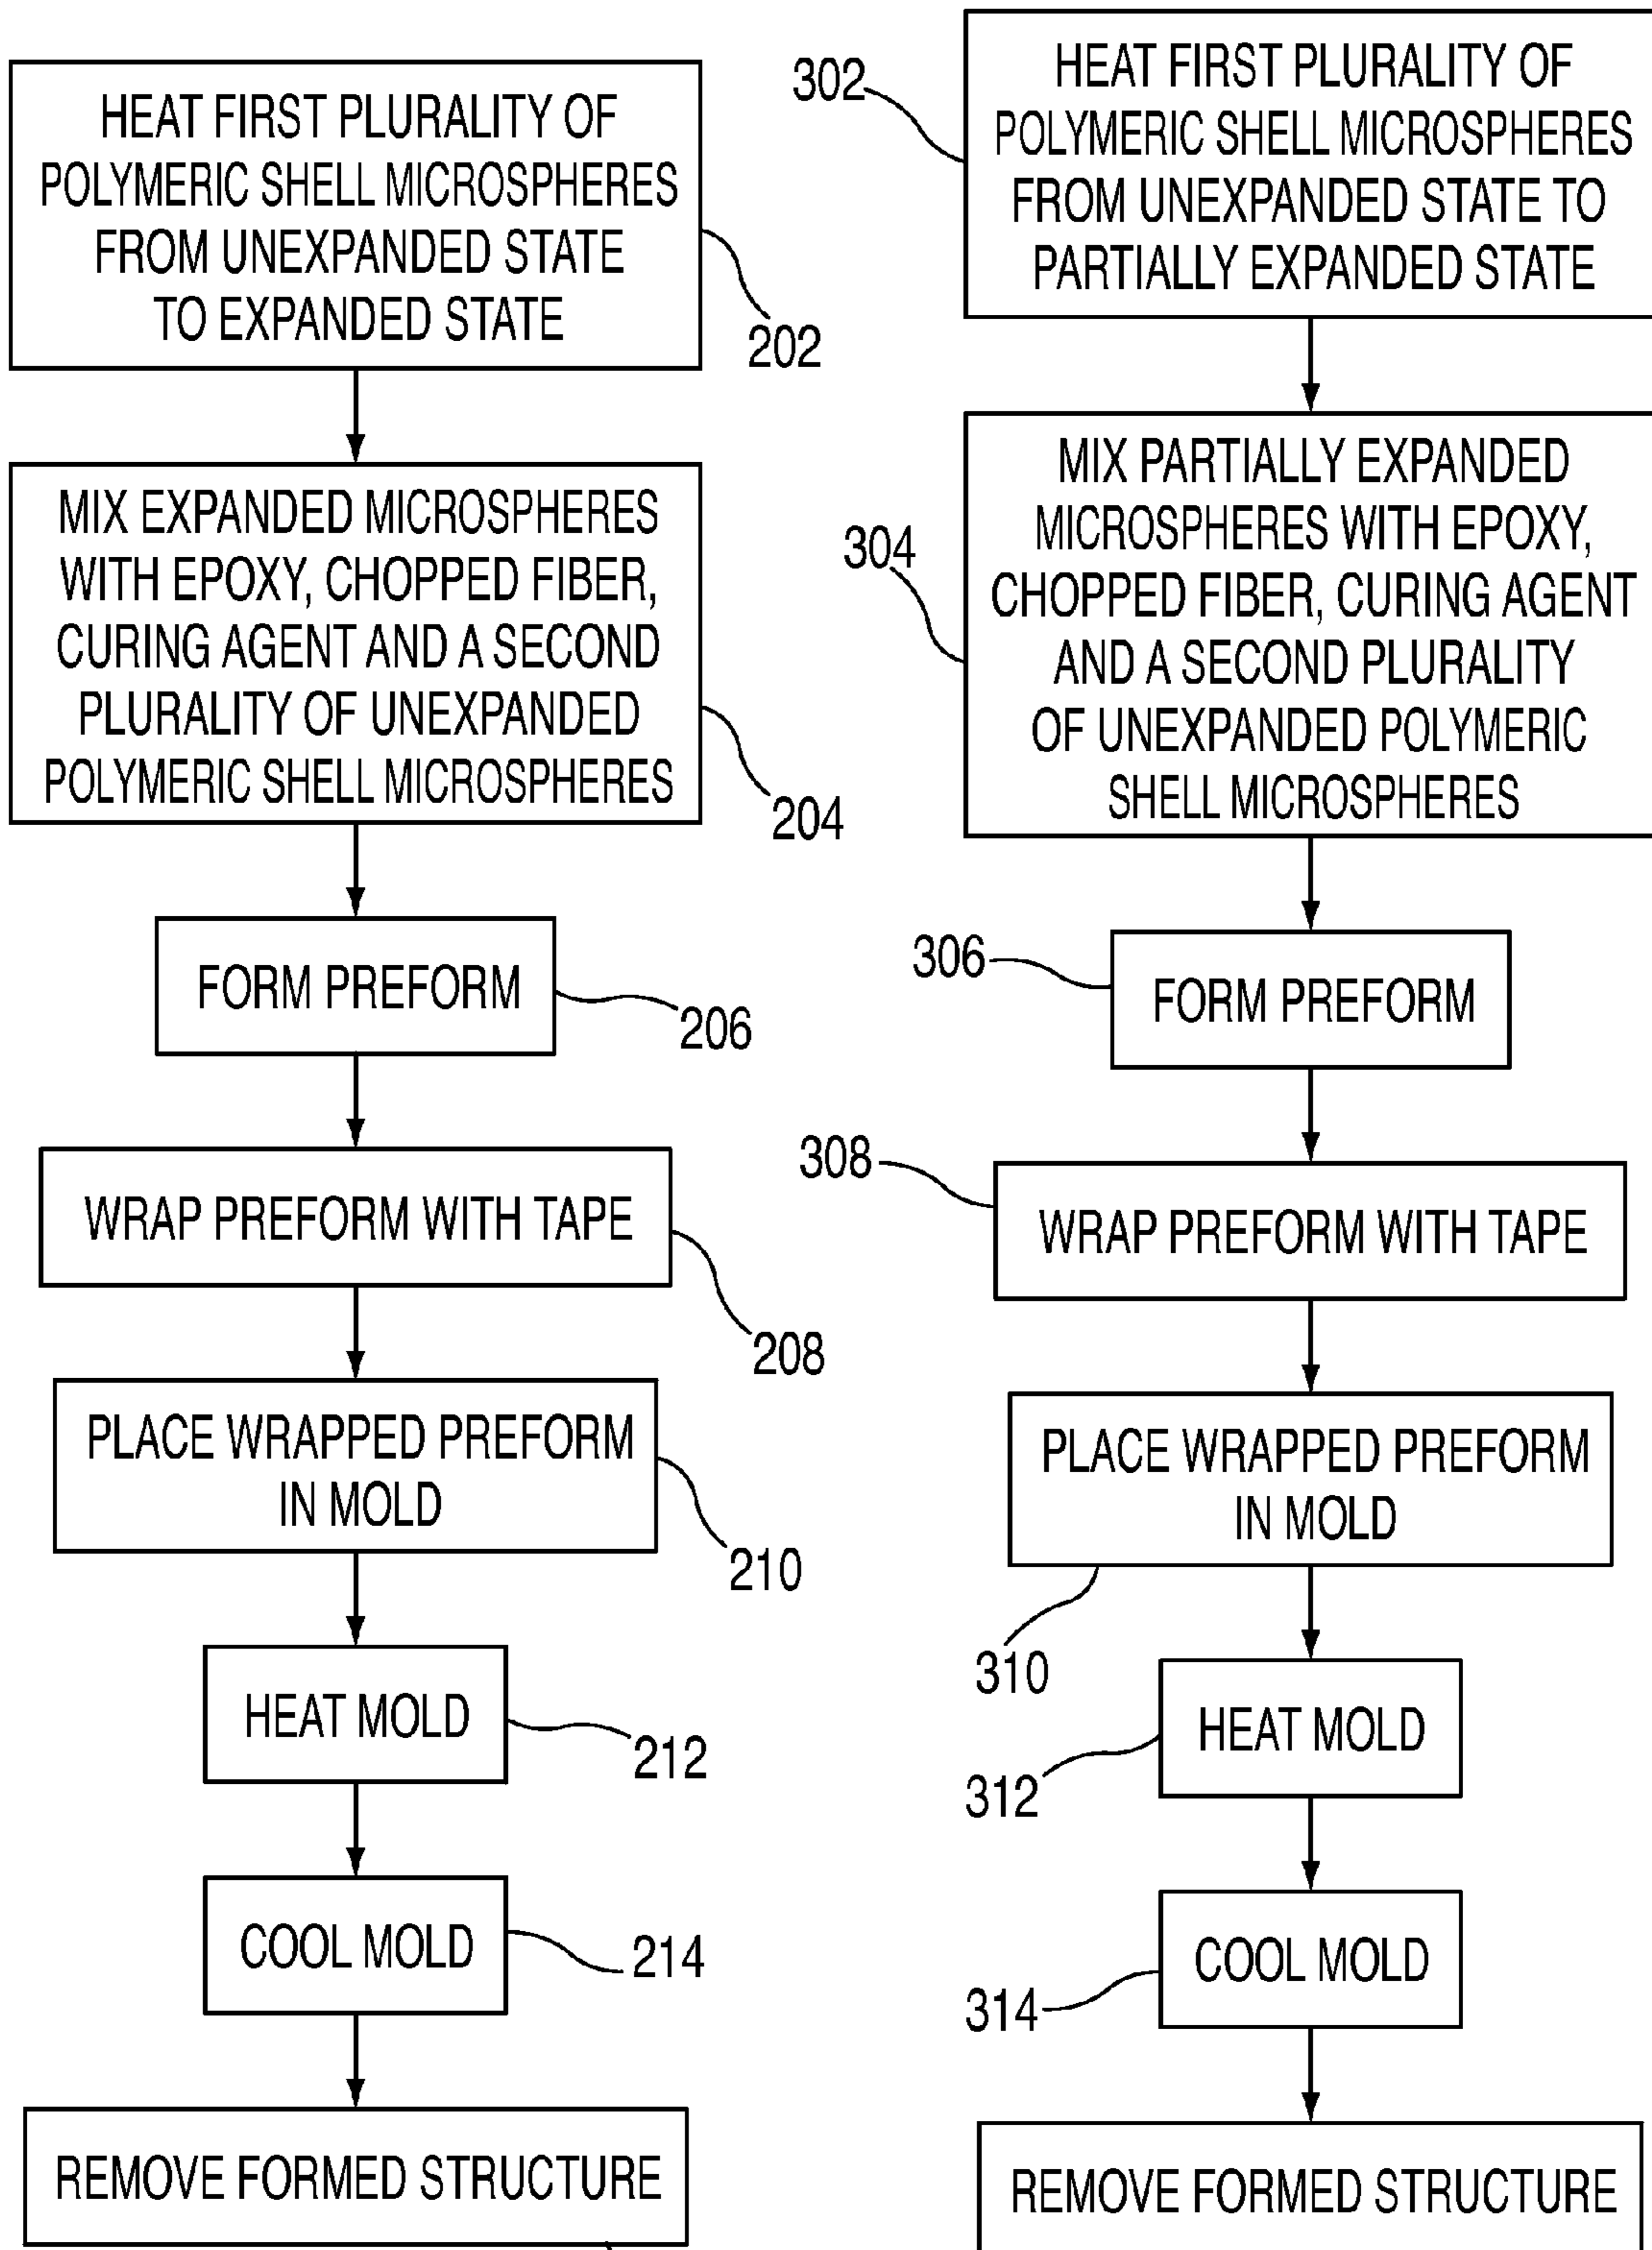 HEAT FIRST PLURALITY OF
POLYMERIC SHELL MICROSPHERES
FROM UNEXPANDED STATE
TO EXPANDED STATE
202
MIX EXPANDED MICROSPHERES
WITH EPOXY, CHOPPED FIBER,
CURING AGENT AND A SECOND
PLURALITY OF UNEXPANDED
POLYMERIC SHELL MICROSPHERES
204
FORM PREFORM
206
WRAP PREFORM WITH TAPE
208
PLACE WRAPPED PREFORM
IN MOLD
210
HEAT MOLD
212
COOL MOLD
214
REMOVE FORMED STRUCTURE
302
HEAT FIRST PLURALITY OF
POLYMERIC SHELL MICROSPHERES
FROM UNEXPANDED STATE TO
PARTIALLY EXPANDED STATE
304
MIX PARTIALLY EXPANDED
MICROSPHERES WITH EPOXY,
CHOPPED FIBER, CURING AGENT
AND A SECOND PLURALITY
OF UNEXPANDED POLYMERIC
SHELL MICROSPHERES
306
FORM PREFORM
308
WRAP PREFORM WITH TAPE
PLACE WRAPPED PREFORM
IN MOLD
310
HEAT MOLD
312
COOL MOLD
314
REMOVE FORMED STRUCTURE